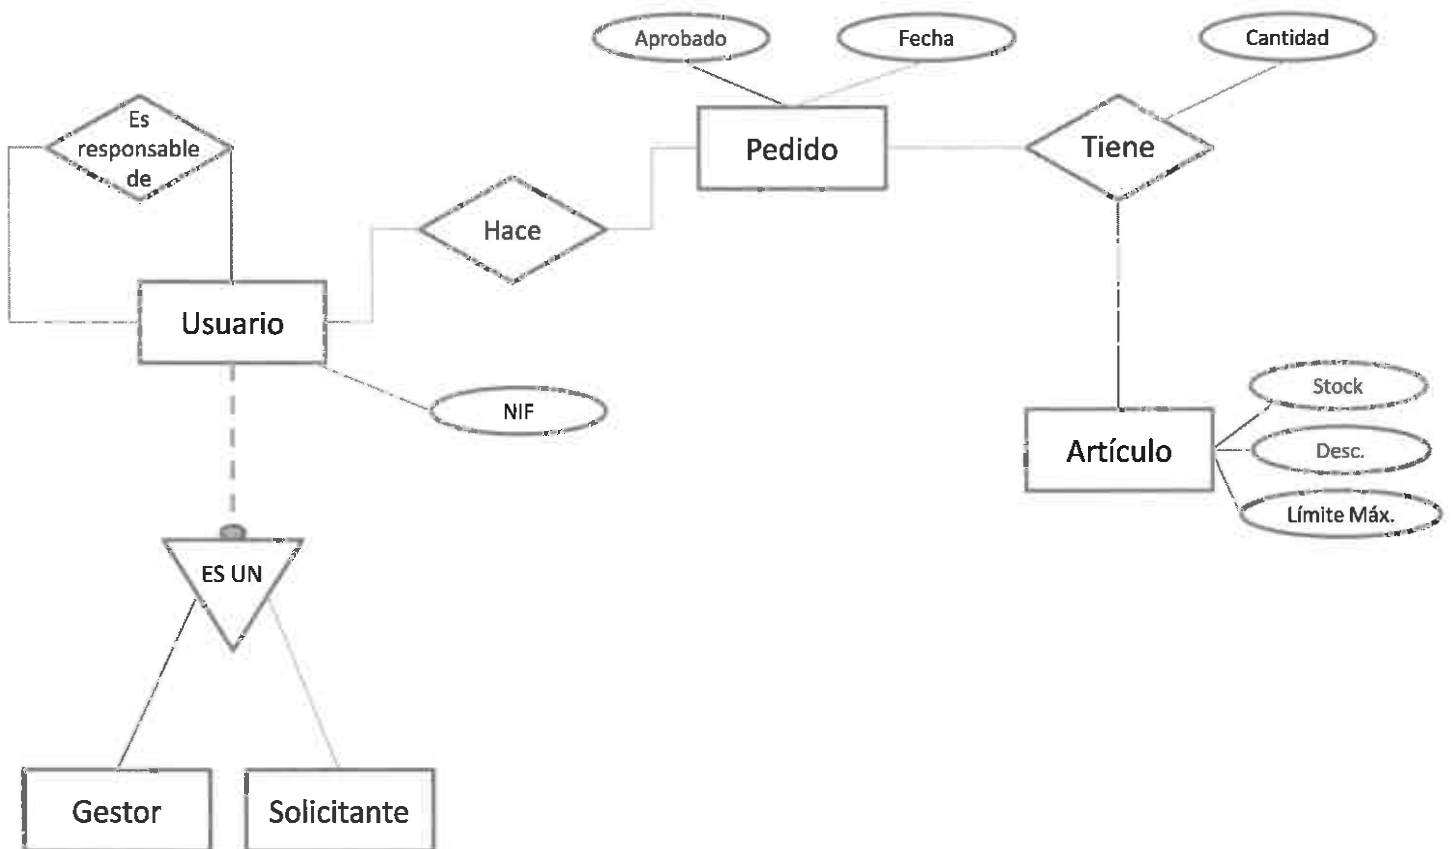 Aprobado
Fecha
Cantidad
Es
responsable
de
Pedido
Tiene
Hace
Usuario
NIF
Stock
Artículo
Desc.
Límite Máx.
ES UN
Gestor
Solicitante